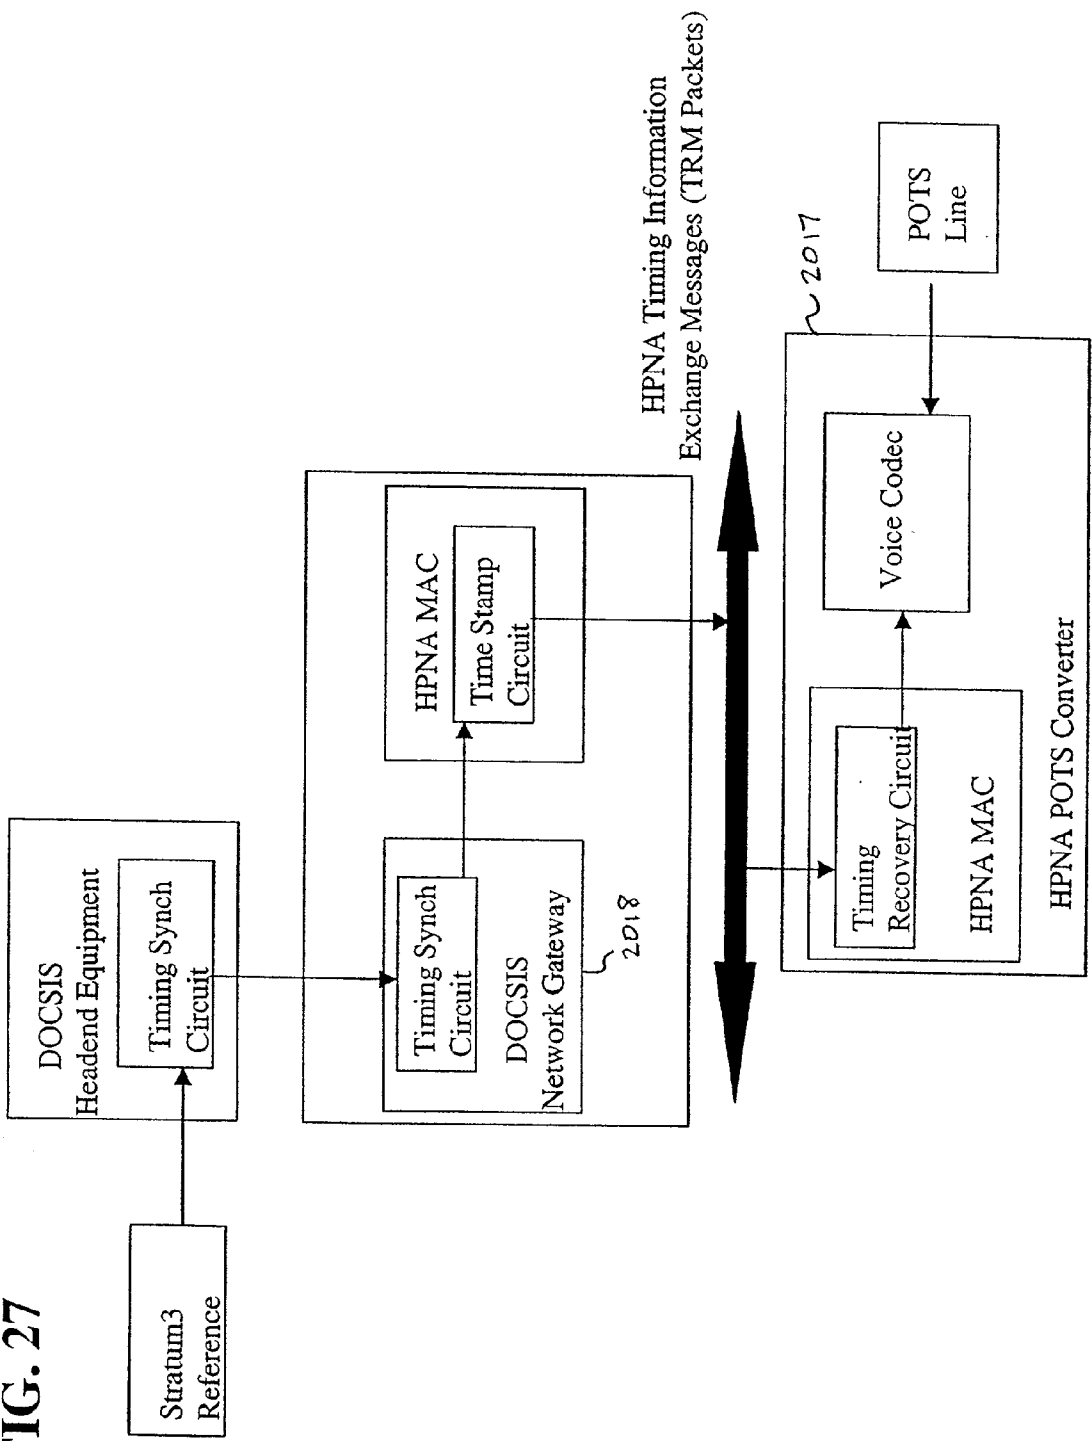 FIG. 27
Stratum3
Reference
DOCSIS
Headend Equipment
Timing Synch
Circuit
Timing Synch
Circuit
DOCSIS
Network Gateway
2018
HPNA MAC
Time Stamp
Circuit
HPNA Timing Information
Exchange Messages (TRM Packets)
2017
Timing
Recovery Circuit
HPNA MAC
Voice Codec
HPNA POTS Converter
POTS
Line